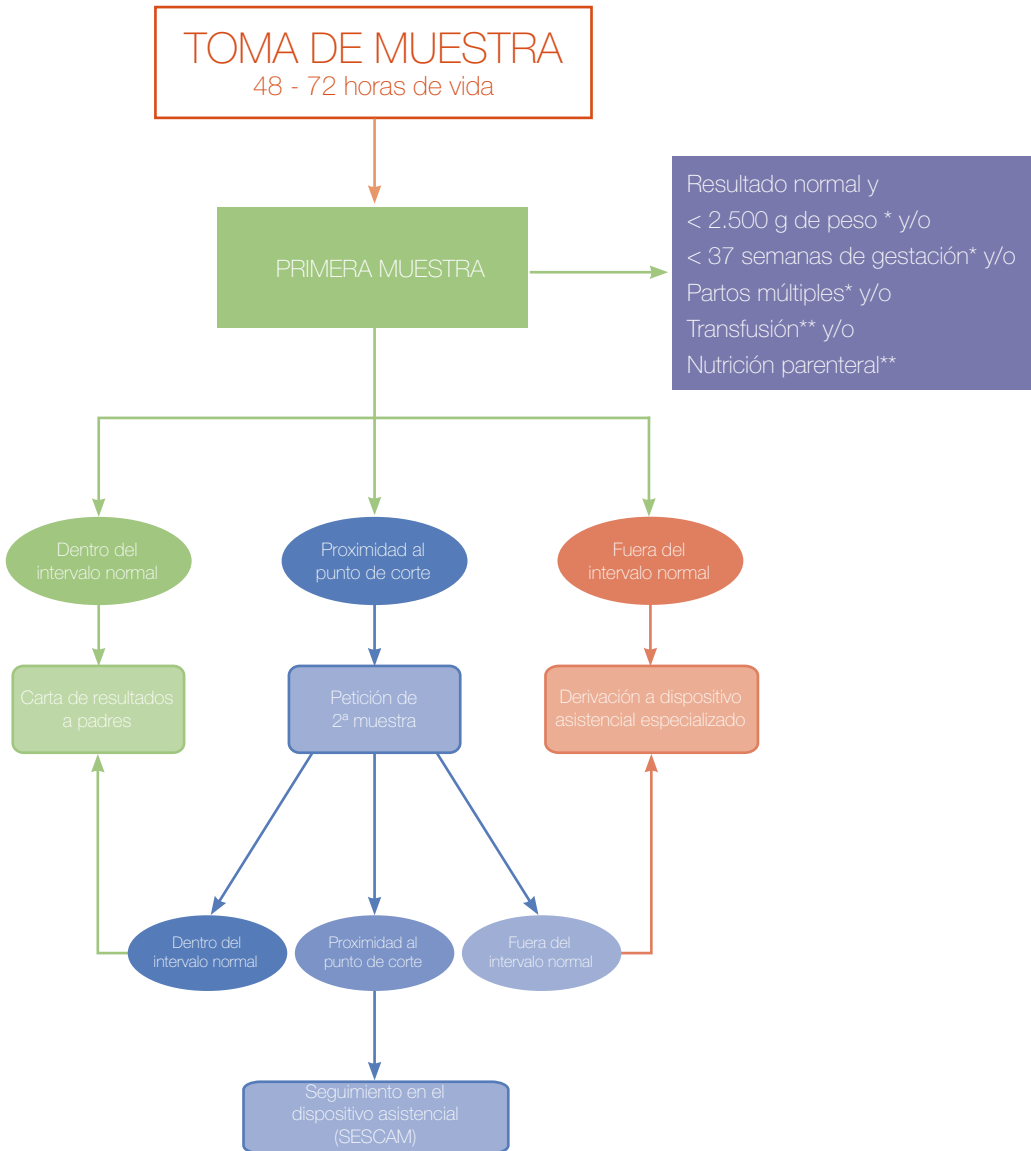 TOMA DE MUESTRA
48 - 72 horas de vida
PRIMERA MUESTRA
Resultado normal y
< 2.500 g de peso * y/o
< 37 semanas de gestación* y/o
Partos múltiples* y/o
Transfusión** y/o
Nutrición parenteral**
Dentro del
intervalo normal
Proximidad al
punto de corte
Fuera del
intervalo normal
Carta de resultados
a padres
Petición de
2ª muestra
Derivación a dispositivo
asistencial especializado
Dentro del
intervalo normal
Proximidad al
punto de corte
Fuera del
intervalo normal
Seguimiento en el
dispositivo asistencial
(SESCAM)